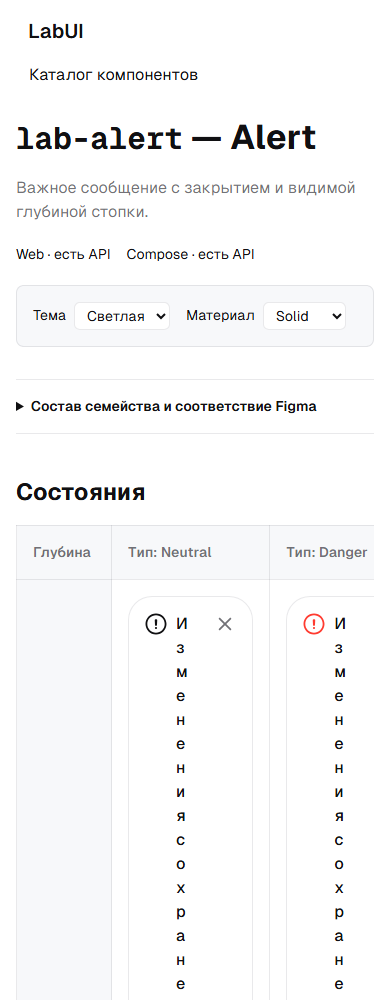 LabUI
Каталог компонентов
lab-alert — Alert
Важное сообщение с закрытием и видимой
глубиной стопки.
Web · есть API Compose · есть API
Тема Светлая Материал Solid
Состав семейства и соответствие Figma
Состояния
Глубина Тип: Neutral Тип: Danger
И И
з з
м м
е е
н н
е е
н н
и и
я я
с с
о о
х х
р р
а а
н н
е е